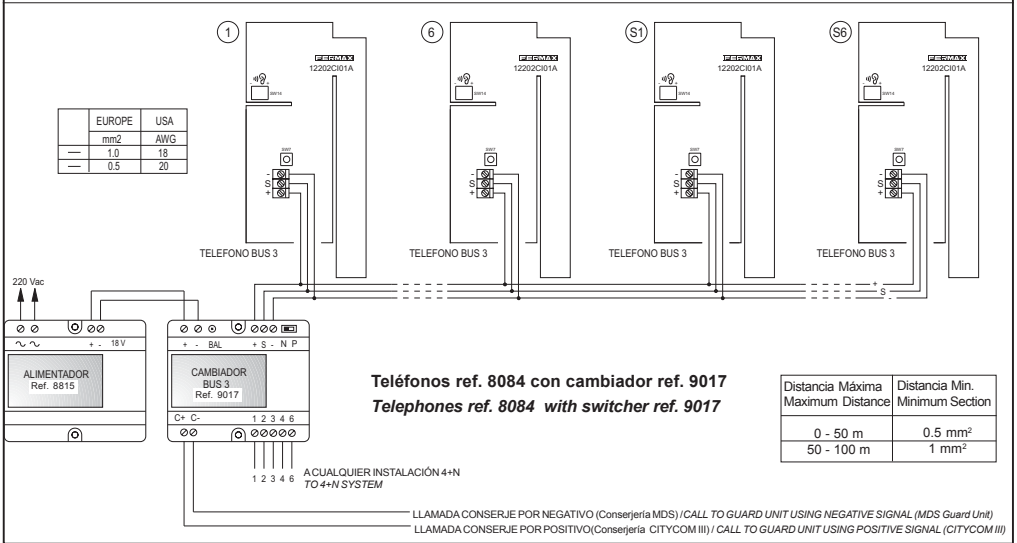 1 6 S1 S6
FERMAX FERMAX FERMAX FERMAX
12202CI01A 12202CI01A 12202CI01A 12202CI01A
- + - + - + - +
SW14 SW14 SW14 SW14
EUROPE USA
mm2 AWG
1.0 18
0.5 20
SW7 SW7 SW7 SW7
- - - -
S S S S
+ + + +
TELEFONO BUS 3 TELEFONO BUS 3 TELEFONO BUS 3 TELEFONO BUS 3
220 Vac
+
S
-
+ - 18 V
+ - BAL + S - N P
ALIMENTADOR
Ref. 8815
CAMBIADOR
BUS 3
Ref. 9017
C+ C- 1 2 3 4 6
1 2 3 4 6
A CUALQUIER INSTALACIÓN 4+N
TO 4+N SYSTEM
Teléfonos ref. 8084 con cambiador ref. 9017
Telephones ref. 8084 with switcher ref. 9017
Distancia Máxima Distancia Min.
Maximum Distance Minimum Section
0 - 50 m 0.5 mm²
50 - 100 m 1 mm²
LLAMADA CONSERJE POR NEGATIVO (Conserjería MDS) / CALL TO GUARD UNIT USING NEGATIVE SIGNAL (MDS Guard Unit)
LLAMADA CONSERJE POR POSITIVO(Conserjería CITYCOM III) / CALL TO GUARD UNIT USING POSITIVE SIGNAL (CITYCOM III)